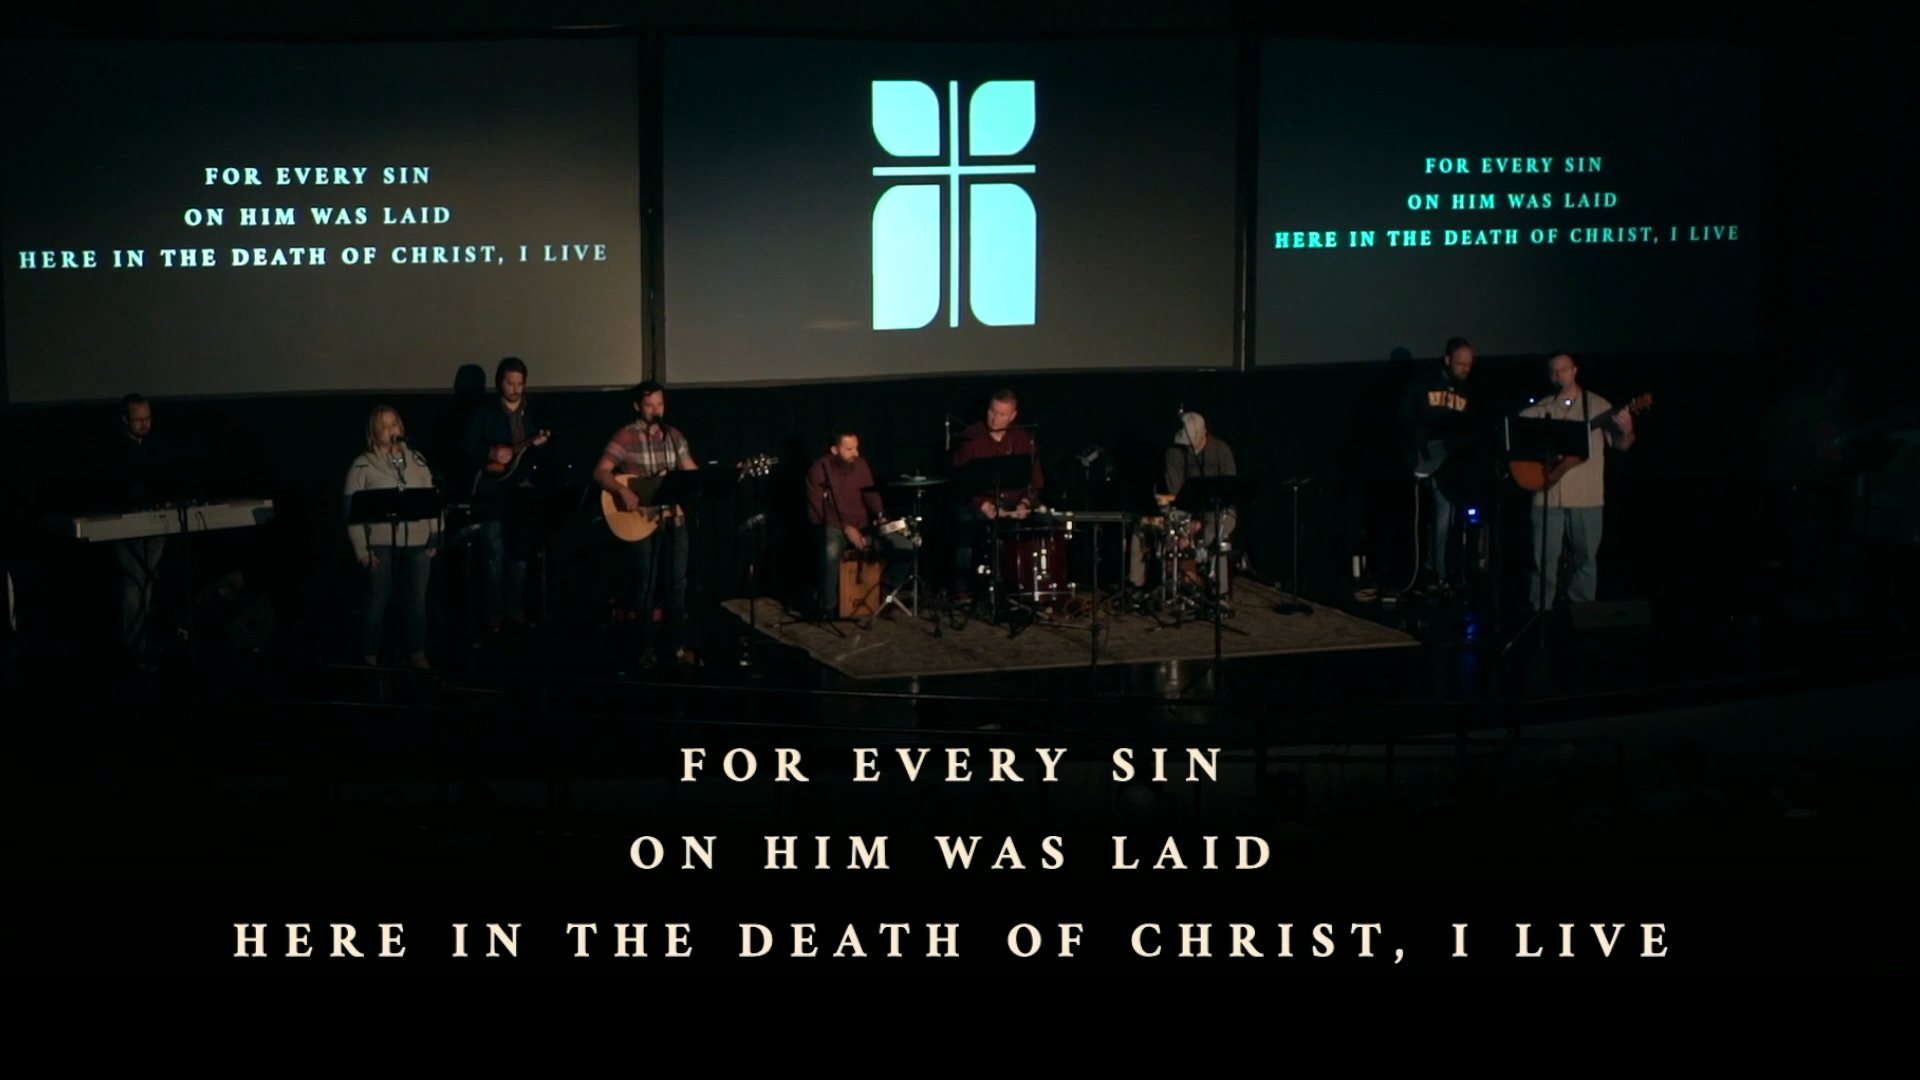 FOR EVERY SIN
ON HIM WAS LAID
HERE IN THE DEATH OF CHRIST, I LIVE
FOR EVERY SIN
ON HIM WAS LAID
HERE IN THE DEATH OF CHRIST, I LIVE
FOR EVERY SIN
ON HIM WAS LAID
HERE IN THE DEATH OF CHRIST, I LIVE